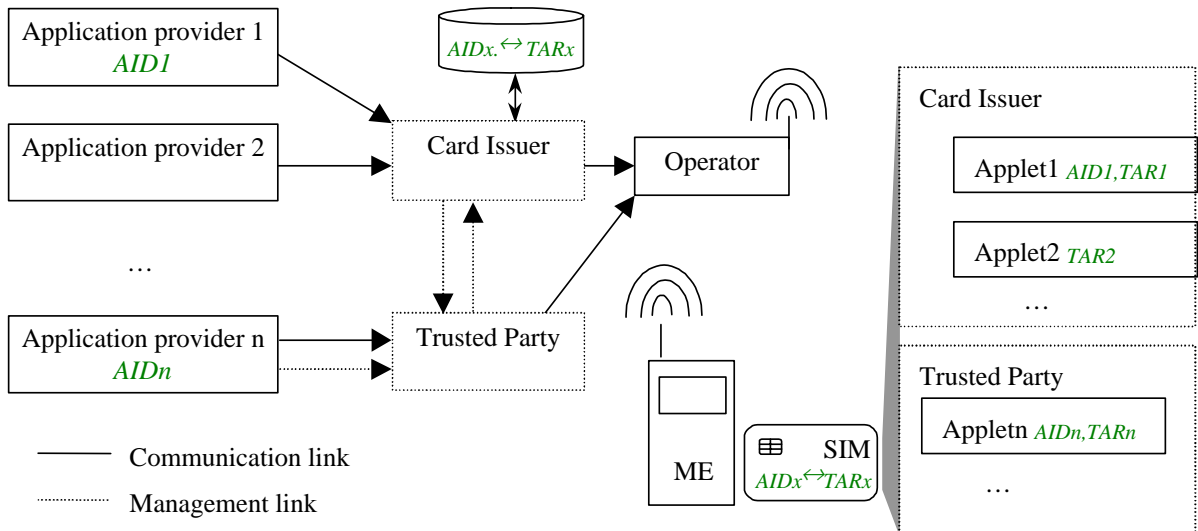 Application provider 1
AID1
AIDx.↔TARx
Card Issuer
Application provider 2
Card Issuer
Operator
Applet1 AID1,TAR1
Applet2 TAR2
…
…
Application provider n
AIDn
Trusted Party
Trusted Party
Appletn AIDn,TARn
…
ME
SIM
AIDx↔TARx
Communication link
Management link